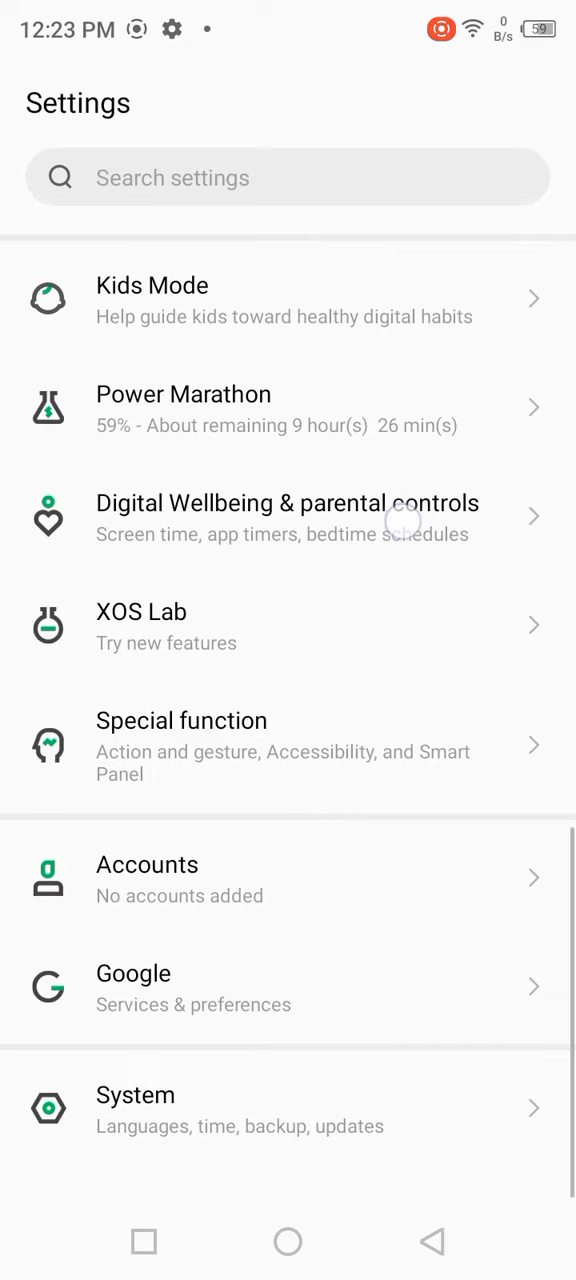 12:23 PM
0
B/s
59
Settings
Search settings
Kids Mode
Help guide kids toward healthy digital habits
Power Marathon
59% - About remaining 9 hour(s) 26 min(s)
Digital Wellbeing & parental controls
Screen time, app timers, bedtime schedules
XOS Lab
Try new features
Special function
Action and gesture, Accessibility, and Smart
Panel
Accounts
No accounts added
Google
Services & preferences
System
Languages, time, backup, updates